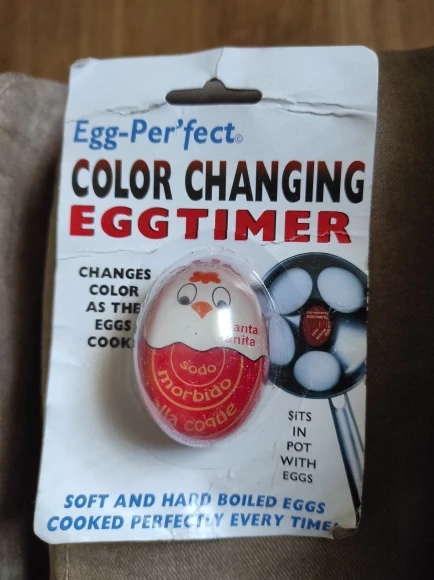 Egg-Per'fect©
COLOR CHANGING
EGGTIMER
CHANGES
COLOR
AS THE
EGGS
COOK
anta
nita
sodo
morbido
alla coque
SITS
IN
POT
WITH
EGGS
SOFT AND HARD BOILED EGGS
COOKED PERFECTLY EVERY TIME